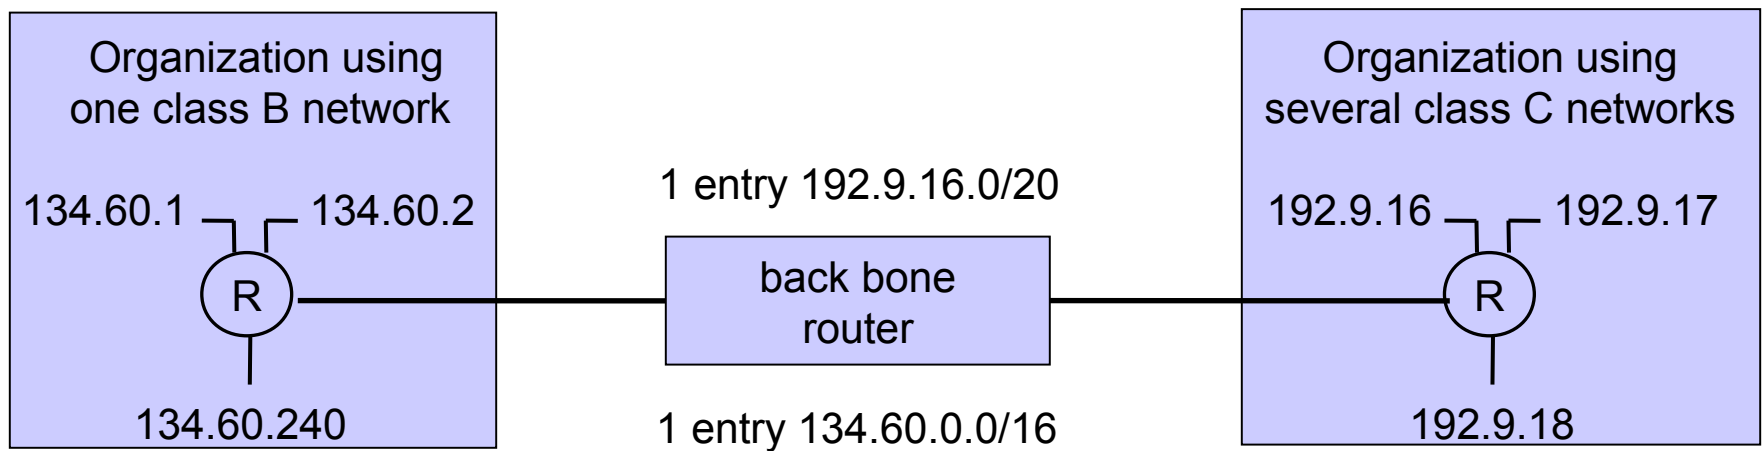 Organization using
one class B network
134.60.1
134.60.2
R
134.60.240
1 entry 192.9.16.0/20
back bone
router
1 entry 134.60.0.0/16
Organization using
several class C networks
192.9.16
192.9.17
R
192.9.18